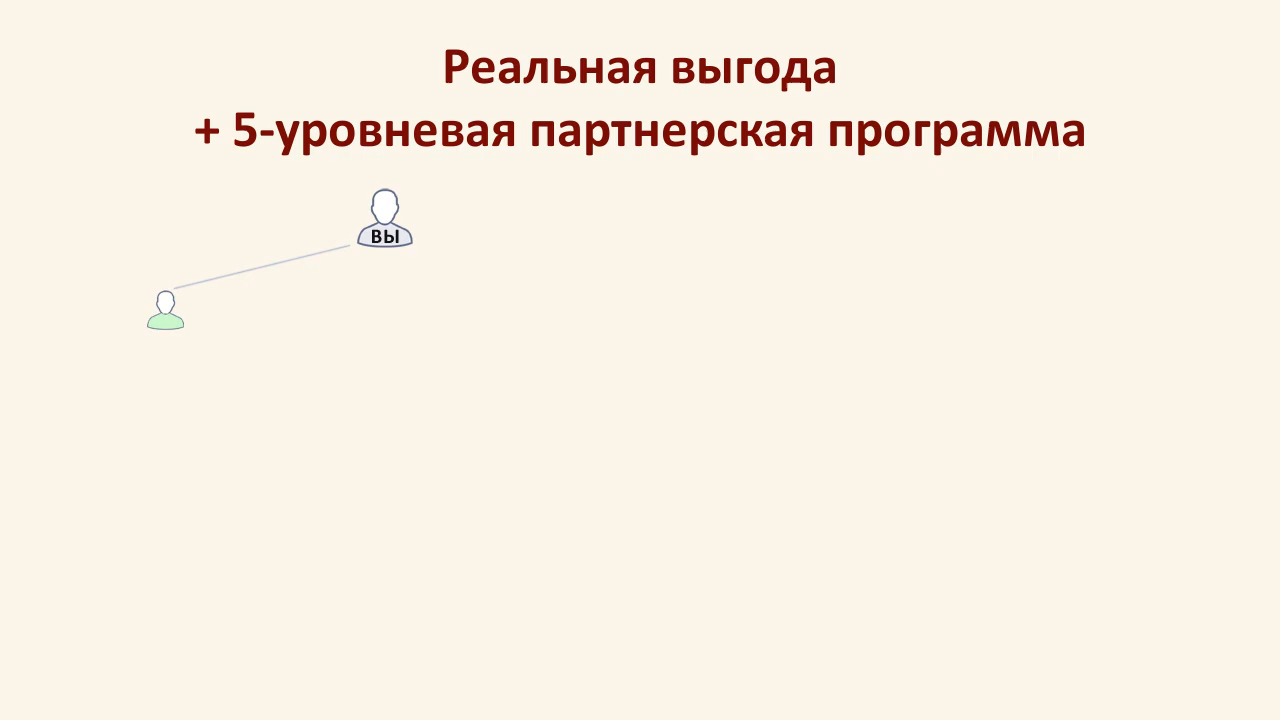 Реальная выгода
+ 5-уровневая партнерская программа
ВЫ